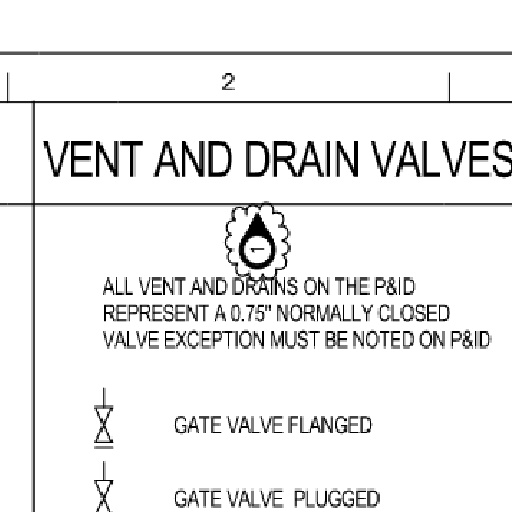 2
VENT AND DRAIN VALVES
1
ALL VENT AND DRAINS ON THE P&ID
REPRESENT A 0.75" NORMALLY CLOSED
VALVE EXCEPTION MUST BE NOTED ON P&ID
GATE VALVE FLANGED
GATE VALVE PLUGGED